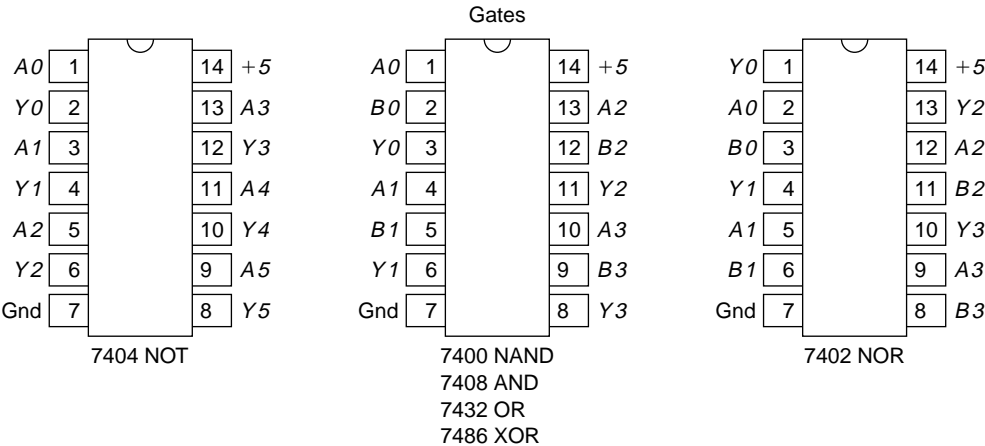 Gates
A0 1 14 +5 A0 1 14 +5 Y0 1 14 +5
Y0 2 13 A3 B0 2 13 A2 A0 2 13 Y2
A1 3 12 Y3 Y0 3 12 B2 B0 3 12 A2
Y1 4 11 A4 A1 4 11 Y2 Y1 4 11 B2
A2 5 10 Y4 B1 5 10 A3 A1 5 10 Y3
Y2 6 9 A5 Y1 6 9 B3 B1 6 9 A3
Gnd 7 8 Y5 Gnd 7 8 Y3 Gnd 7 8 B3
7404 NOT 7400 NAND 7402 NOR
7408 AND
7432 OR
7486 XOR